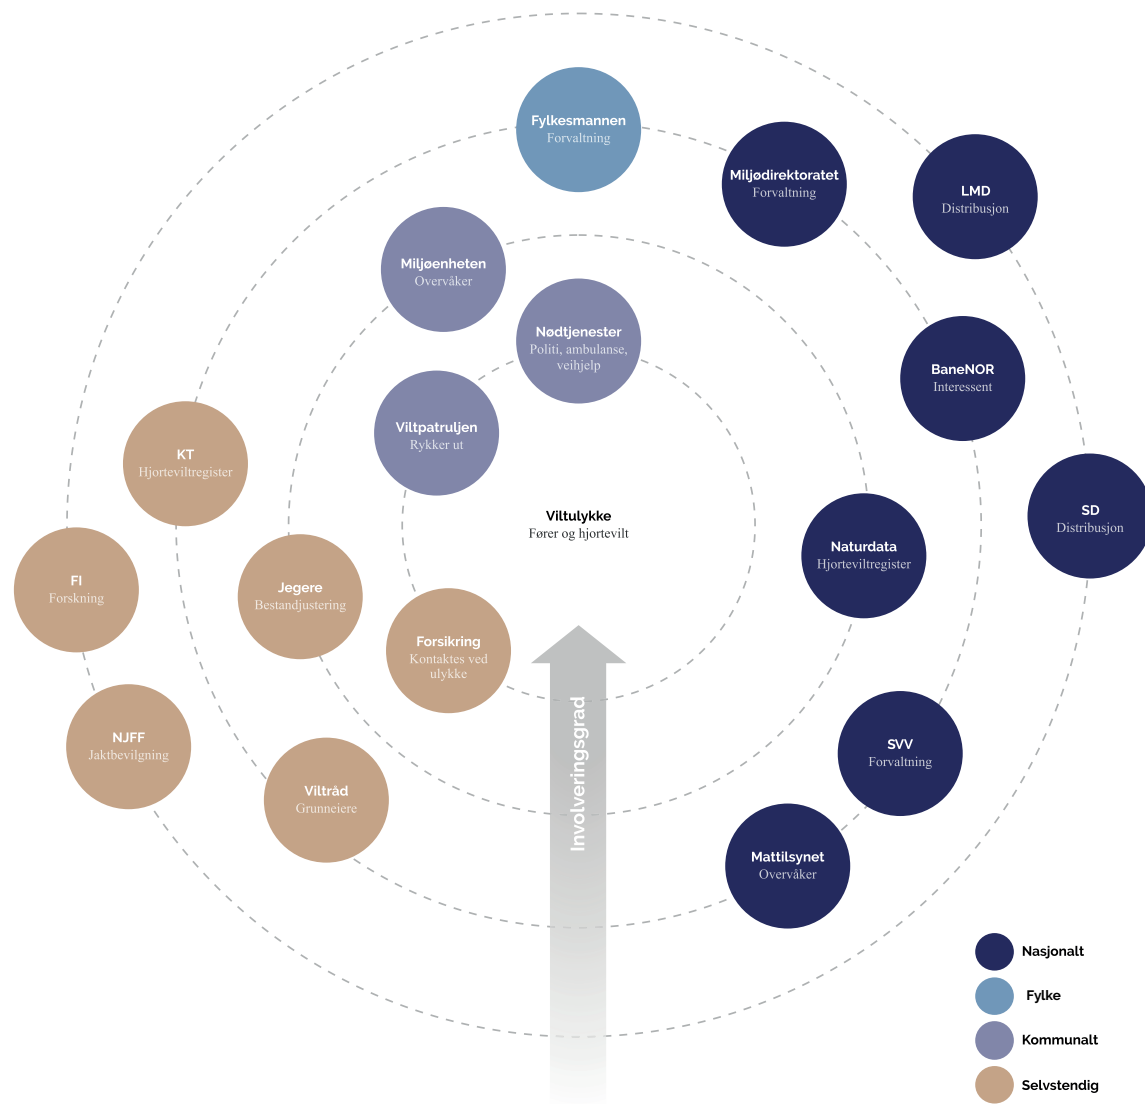 Fylkesmannen
Forvaltning
Miljødirektoratet
Forvaltning
LMD
Distribusjon
Miljøenheten
Overvåker
Nødtjenester
Politi, ambulanse,
veihjelp
BaneNOR
Interessent
Viltpatruljen
Rykker ut
KT
Hjorteviltregister
Viltulykke
Fører og hjortevilt
SD
Distribusjon
Naturdata
Hjorteviltregister
FI
Forskning
Jegere
Bestandjustering
Forsikring
Kontaktes ved
ulykke
NJFF
Jaktbevilgning
Involveringsgrad
SVV
Forvaltning
Viltråd
Grunneiere
Mattilsynet
Overvåker
Nasjonalt
Fylke
Kommunalt
Selvstendig